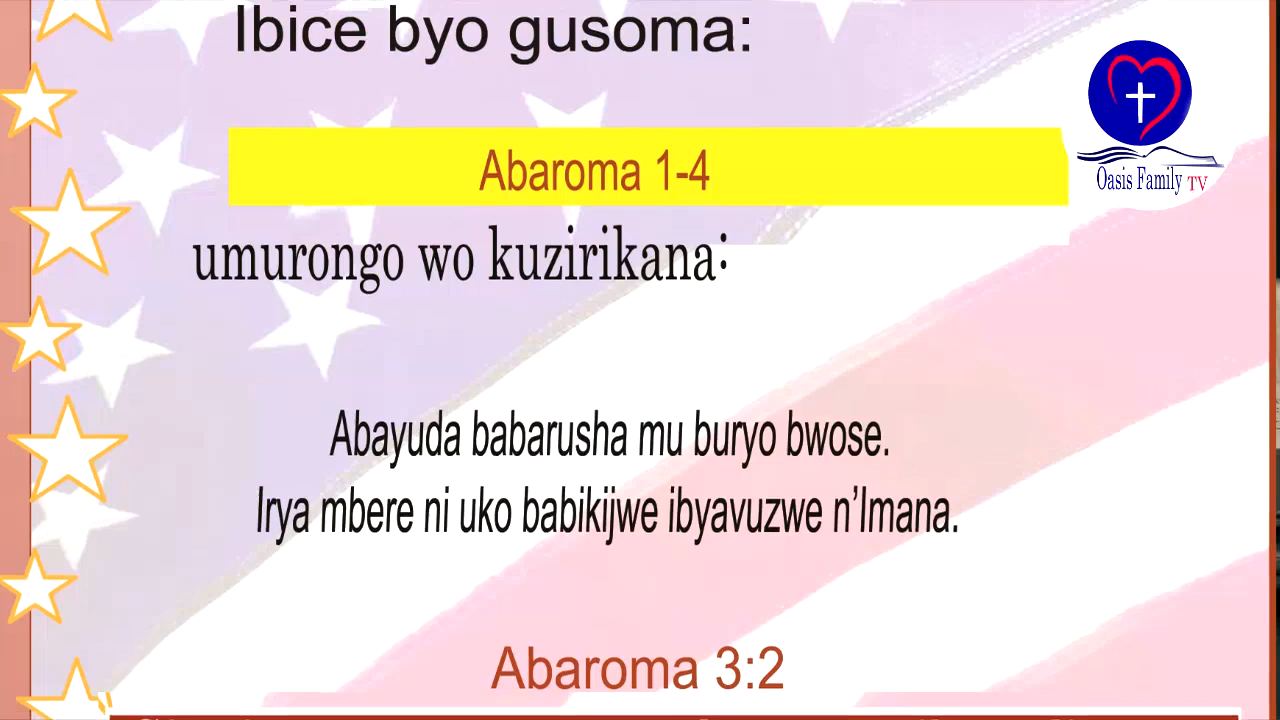 Ibice byo gusoma:
Oasis Family TV
Abaroma 1-4
umurongo wo kuzirikana:
Abayuda babarusha mu buryo bwose.
Irya mbere ni uko babikijwe ibyavuzwe n’Imana.
Abaroma 3:2